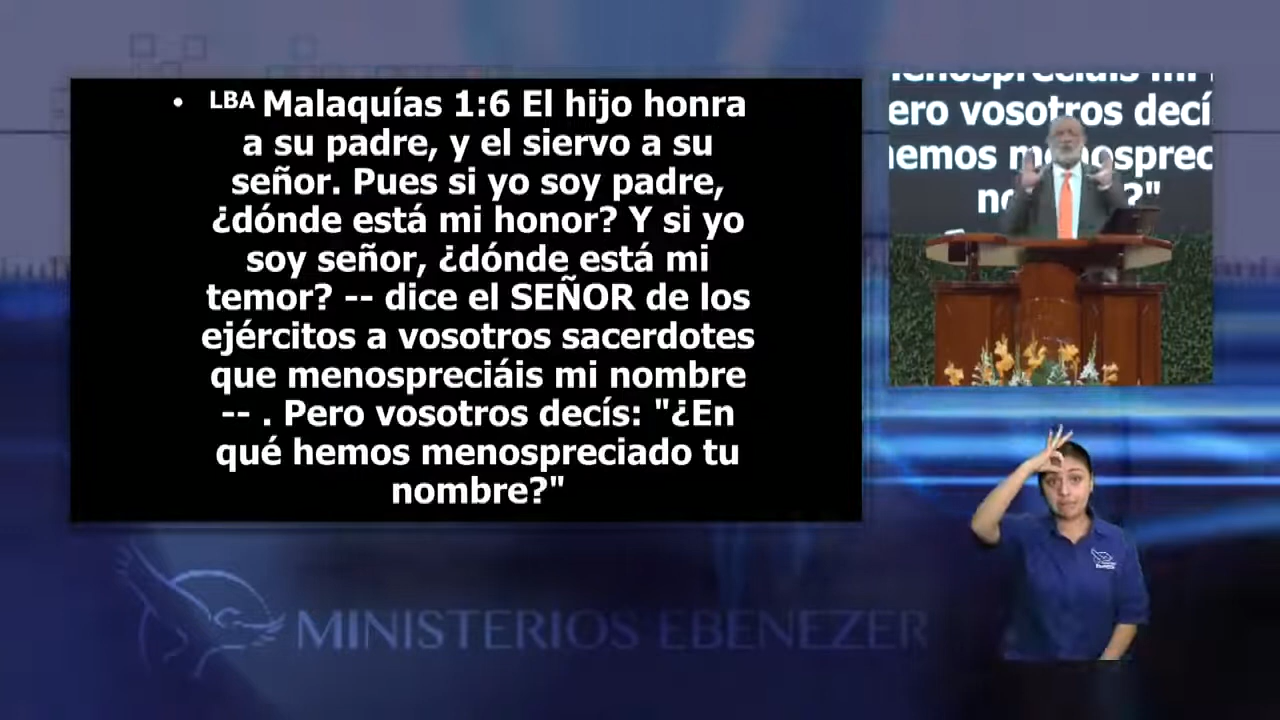 • LBA Malaquías 1:6 El hijo honra
a su padre, y el siervo a su
señor. Pues si yo soy padre,
¿dónde está mi honor? Y si yo
soy señor, ¿dónde está mi
temor? -- dice el SEÑOR de los
ejércitos a vosotros sacerdotes
que menospreciáis mi nombre
-- . Pero vosotros decís: "¿En
qué hemos menospreciado tu
nombre?"
ero vosotros decí
MINISTERIOS EBENEZER